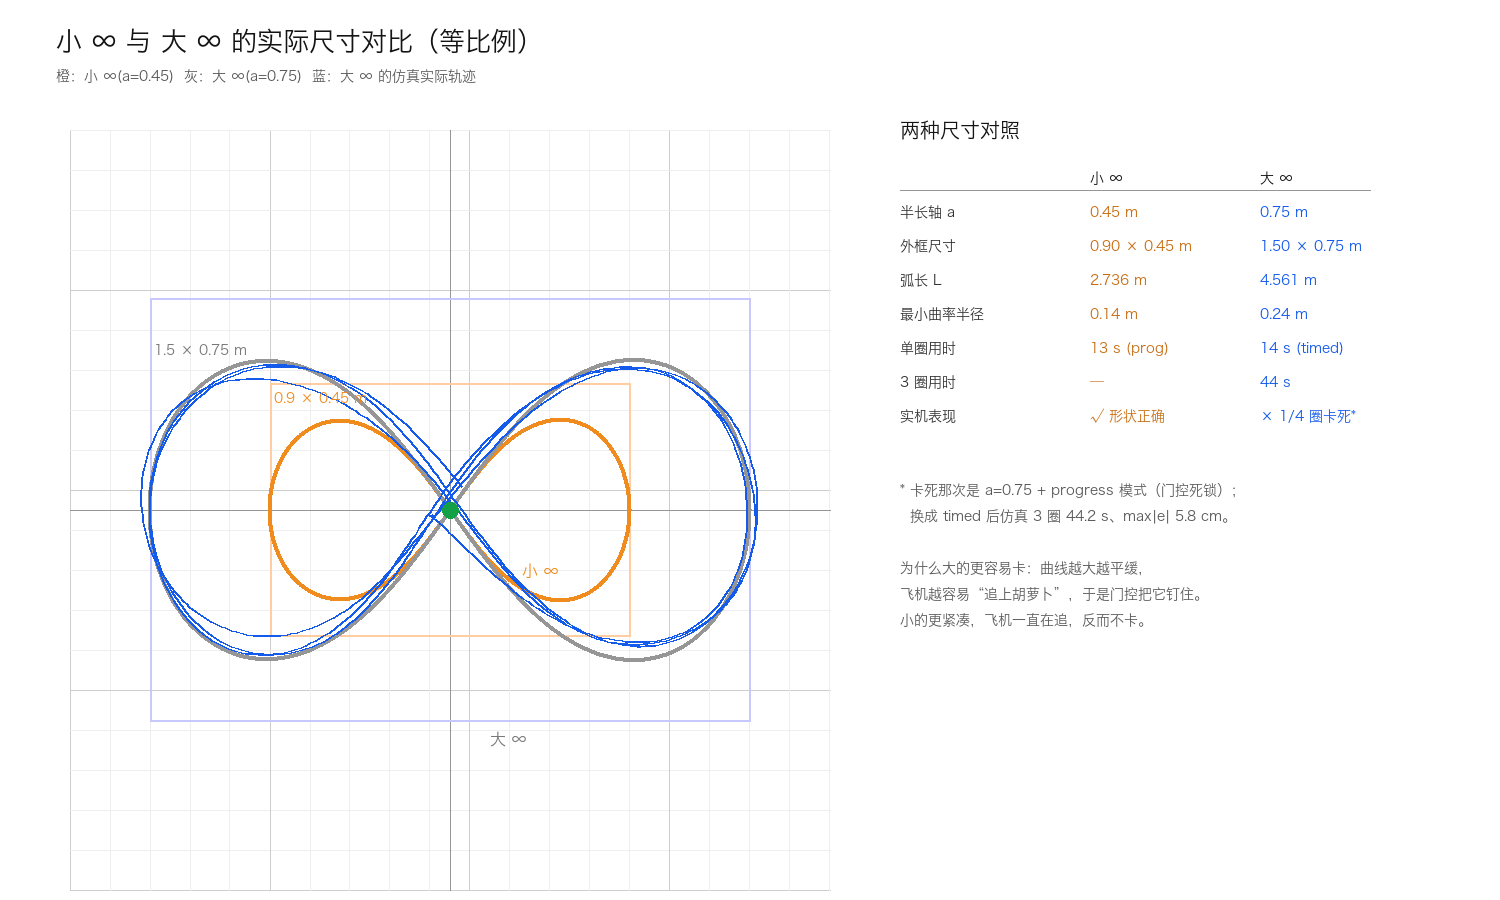 小 ∞ 与 大 ∞ 的实际尺寸对比（等比例）
橙：小 ∞(a=0.45) 灰：大 ∞(a=0.75) 蓝：大 ∞ 的仿真实际轨迹
1.5 × 0.75 m
0.9 × 0.45 m
小 ∞
大 ∞
两种尺寸对照
小 ∞ 大 ∞
半长轴 a 0.45 m 0.75 m
外框尺寸 0.90 × 0.45 m 1.50 × 0.75 m
弧长 L 2.736 m 4.561 m
最小曲率半径 0.14 m 0.24 m
单圈用时 13 s (prog) 14 s (timed)
3 圈用时 — 44 s
实机表现 √ 形状正确 × 1/4 圈卡死*
* 卡死那次是 a=0.75 + progress 模式（门控死锁）；
换成 timed 后仿真 3 圈 44.2 s、max|e| 5.8 cm。
为什么大的更容易卡：曲线越大越平缓，
飞机越容易“追上胡萝卜”，于是门控把它钉住。
小的更紧凑，飞机一直在追，反而不卡。